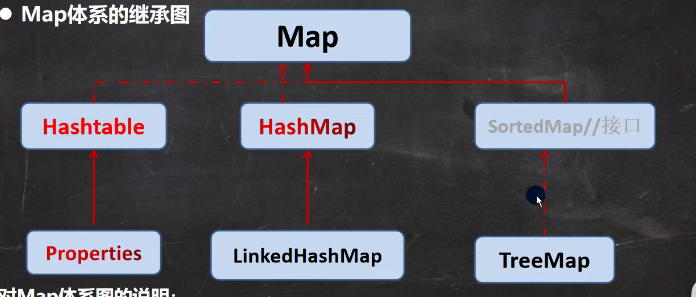 ● Map体系的继承图
Map
Hashtable
HashMap
SortedMap//接口
Properties
LinkedHashMap
TreeMap
对Map体系图的说明: